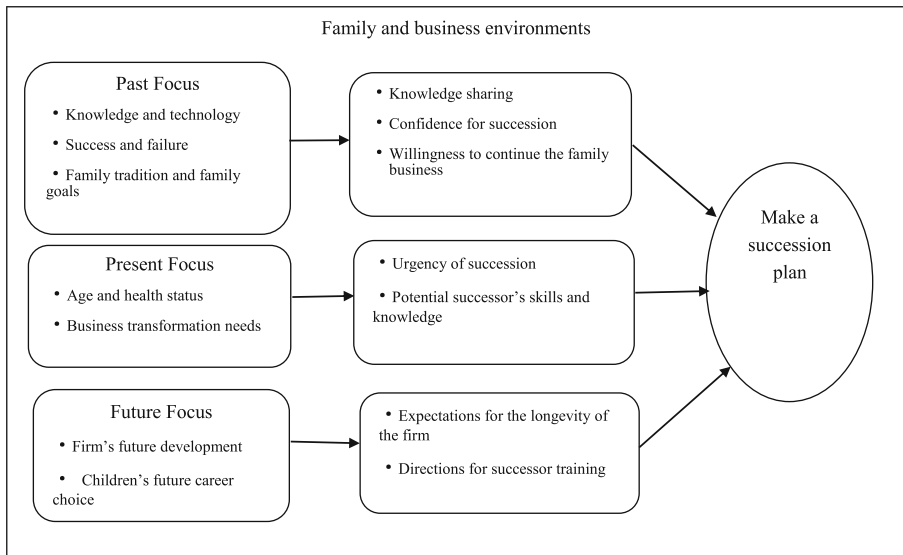 Family and business environments
Past Focus
• Knowledge and technology
• Success and failure
• Family tradition and family
goals
• Knowledge sharing
• Confidence for succession
• Willingness to continue the family
business
Present Focus
• Age and health status
• Business transformation needs
• Urgency of succession
• Potential successor’s skills and
knowledge
Future Focus
• Firm’s future development
• Children’s future career
choice
• Expectations for the longevity of
the firm
• Directions for successor training
Make a
succession
plan